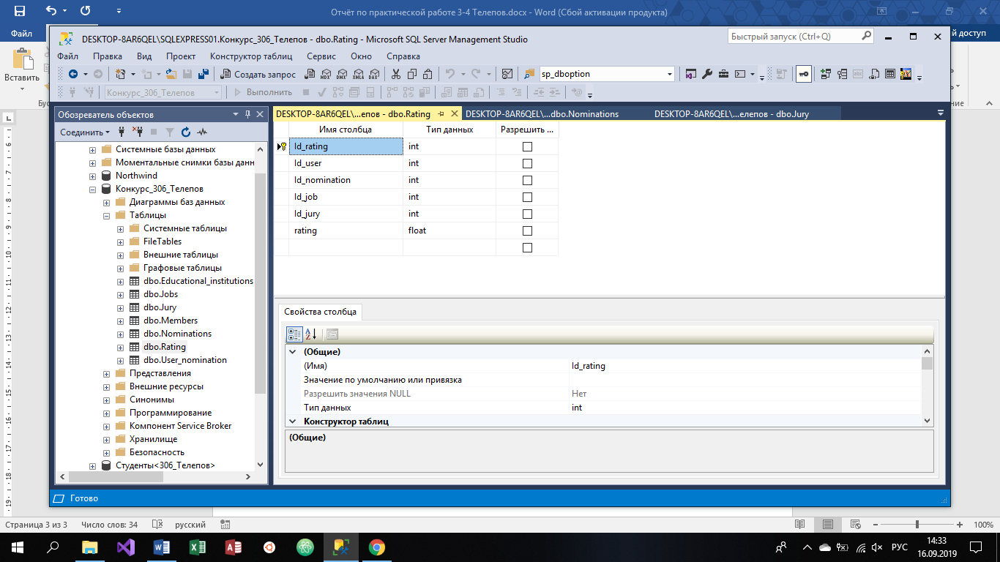 Отчёт по практической работе 3-4 Телепов.docx - Word (Сбой активации продукта)
Файл
й доступ
DESKTOP-8AR6QEL\SQLEXPRESS01.Конкурс_306_Телепов - dbo.Rating - Microsoft SQL Server Management Studio
Быстрый запуск (Ctrl+Q)
Файл Правка Вид Проект Конструктор таблиц Сервис Окно Справка
Вставить
Создать запрос
MDX DMX XMLA DAX
sp_dboption
Конкурс_306_Телепов
Выполнить
Буф
ние
Обозреватель объектов
Соединить
Системные базы данных
Моментальные снимки базы данн
Northwind
Конкурс_306_Телепов
Диаграммы баз данных
Таблицы
Системные таблицы
FileTables
Внешние таблицы
Графовые таблицы
dbo.Educational_institutions
dbo.Jobs
dbo.Jury
dbo.Members
dbo.Nominations
dbo.Rating
dbo.User_nomination
Представления
Внешние ресурсы
Синонимы
Программирование
Компонент Service Broker
Хранилище
Безопасность
Студенты<306_Телепов>
DESKTOP-8AR6QEL\...епов - dbo.Rating
DESKTOP-8AR6QEL\...dbo.Nominations
DESKTOP-8AR6QEL\...елепов - dbo.Jury
Имя столбца Тип данных Разрешить ...
Id_rating int
Id_user int
Id_nomination int
Id_job int
Id_jury int
rating float
Свойства столбца
(Общие)
(Имя) Id_rating
Значение по умолчанию или привязка
Разрешить значения NULL Нет
Тип данных int
Конструктор таблиц
(Общие)
Готово
Страница 3 из 3 Число слов: 34 русский 100%
РУС
14:33
16.09.2019